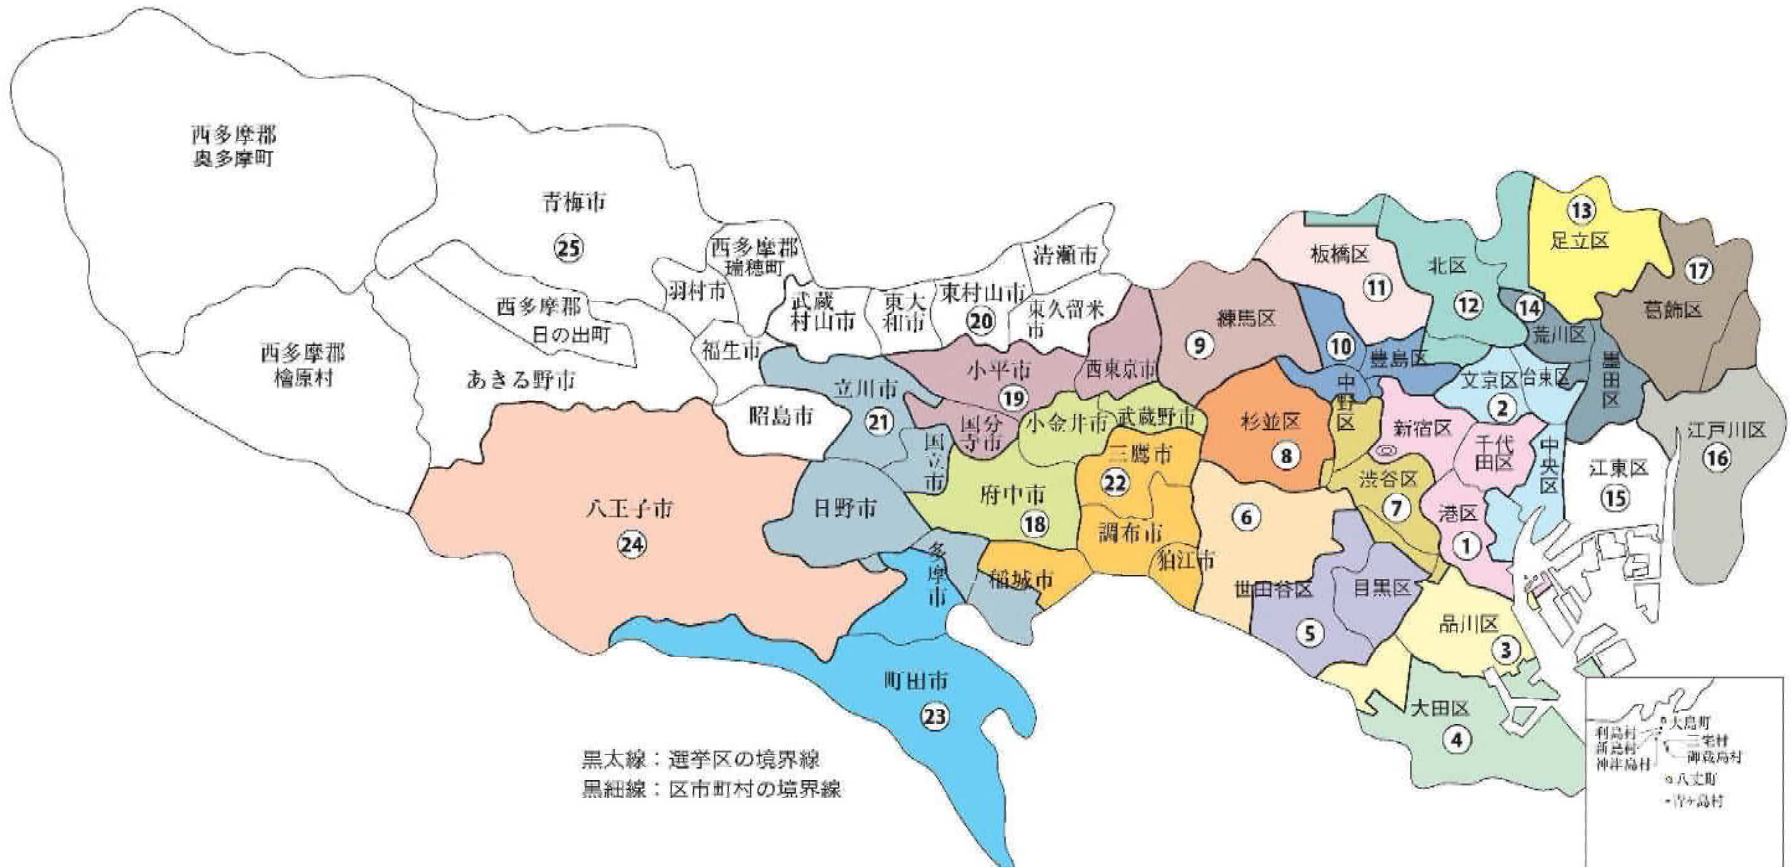 西多摩郡
奥多摩町
青梅市
25
西多摩郡
瑞穂町
羽村市
西多摩郡
日の出町
福生市
西多摩郡
檜原村
あきる野市
昭島市
武蔵
村山市
東大
和市
東村山市
20
清瀬市
東久留米
市
立川市
21
小平市
19
西東京市
国分
寺市
国立市
小金井市
武蔵野市
三鷹市
22
府中市
18
調布市
狛江市
稲城市
多摩市
日野市
八王子市
24
町田市
23
練馬区
9
板橋区
11
北区
12
13
足立区
14
荒川区
17
葛飾区
10
豊島区
中野区
杉並区
8
新宿区
文京区
2
台東区
墨田区
千代
田区
中央区
江東区
15
江戸川区
16
渋谷区
7
港区
1
6
世田谷区
5
目黒区
品川区
3
大田区
4
大島町
利島村
新島村
神津島村
三宅村
御蔵島村
八丈町
青ヶ島村
黒太線：選挙区の境界線
黒細線：区市町村の境界線